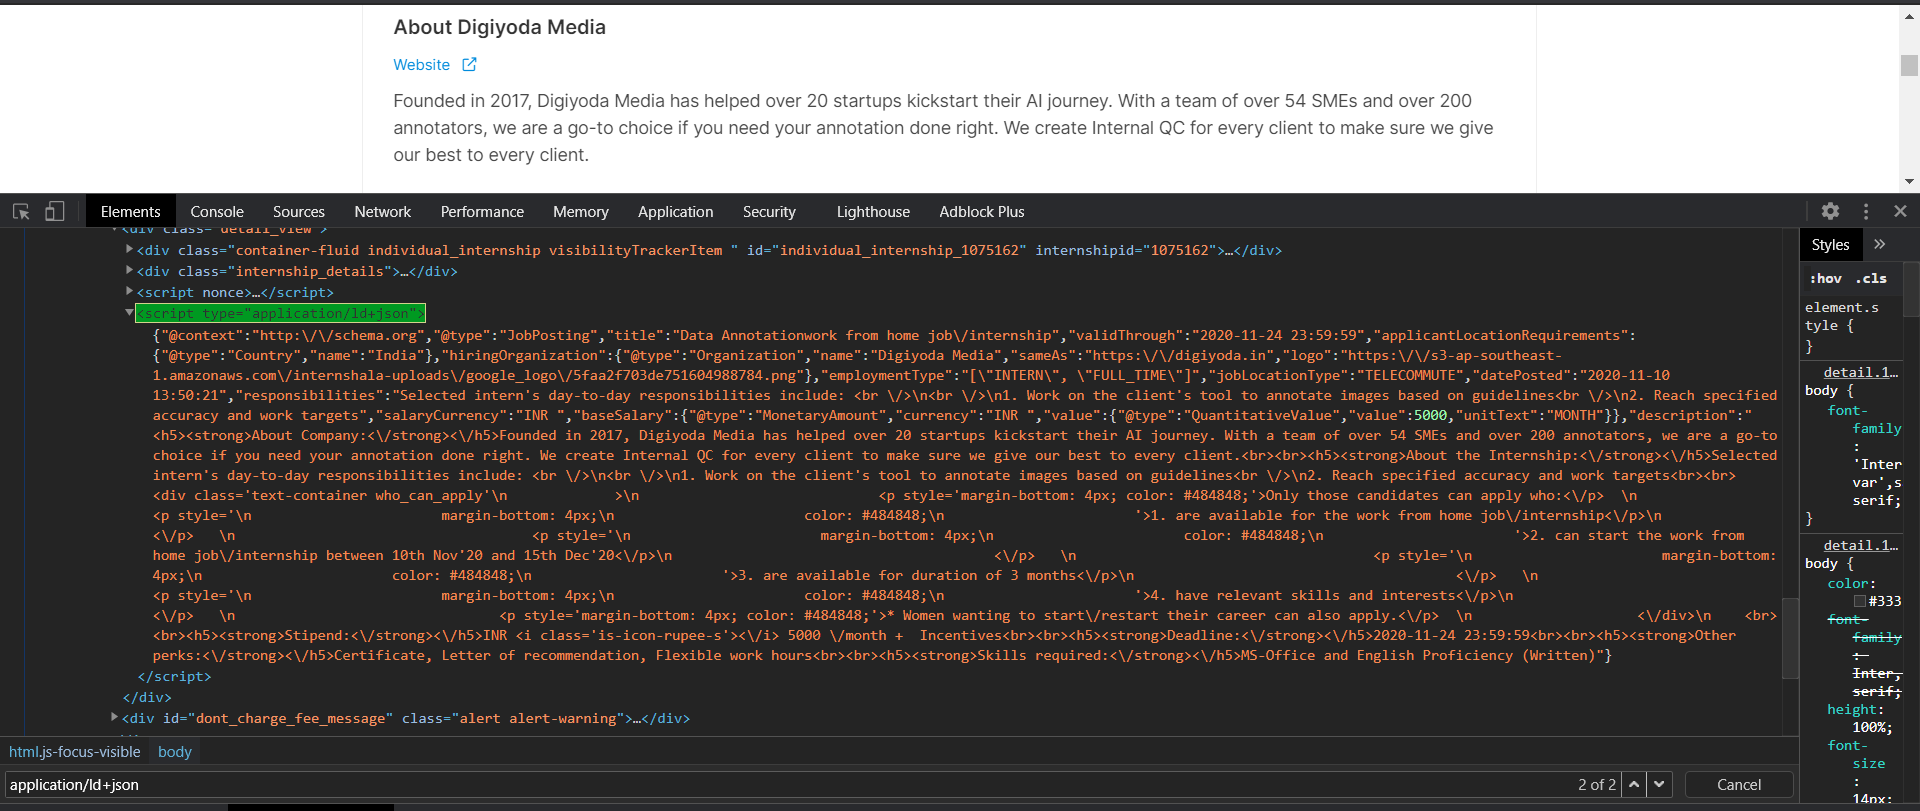 About Digiyoda Media
Website
Founded in 2017, Digiyoda Media has helped over 20 startups kickstart their AI journey. With a team of over 54 SMEs and over 200
annotators, we are a go-to choice if you need your annotation done right. We create Internal QC for every client to make sure we give
our best to every client.
Elements Console Sources Network Performance Memory Application Security Lighthouse Adblock Plus
<div class="detail_view">
<div class="container-fluid individual_internship visibilityTrackerItem " id="individual_internship_1075162" internshipid="1075162">…</div>
<div class="internship_details">…</div>
<script nonce>…</script>
<script type="application/ld+json">
{"@context":"http:\/\/schema.org","@type":"JobPosting","title":"Data Annotationwork from home job\/internship","validThrough":"2020-11-24 23:59:59","applicantLocationRequirements":
{"@type":"Country","name":"India"},"hiringOrganization":{"@type":"Organization","name":"Digiyoda Media","sameAs":"https:\/\/digiyoda.in","logo":"https:\/\/s3-ap-southeast-
1.amazonaws.com\/internshala-uploads\/google_logo\/5faa2f703de751604988784.png"},"employmentType":"[\"INTERN\", \"FULL_TIME\"]","jobLocationType":"TELECOMMUTE","datePosted":"2020-11-10
13:50:21","responsibilities":"Selected intern's day-to-day responsibilities include: <br \/>\n<br \/>\n1. Work on the client's tool to annotate images based on guidelines<br \/>\n2. Reach specified
accuracy and work targets","salaryCurrency":"INR ","baseSalary":{"@type":"MonetaryAmount","currency":"INR ","value":{"@type":"QuantitativeValue","value":5000,"unitText":"MONTH"}},"description":"
<h5><strong>About Company:<\/strong><\/h5>Founded in 2017, Digiyoda Media has helped over 20 startups kickstart their AI journey. With a team of over 54 SMEs and over 200 annotators, we are a go-to
choice if you need your annotation done right. We create Internal QC for every client to make sure we give our best to every client.<br><br><h5><strong>About the Internship:<\/strong><\/h5>Selected
intern's day-to-day responsibilities include: <br \/>\n<br \/>\n1. Work on the client's tool to annotate images based on guidelines<br \/>\n2. Reach specified accuracy and work targets<br><br>
<div class='text-container who_can_apply'\n >\n <p style='margin-bottom: 4px; color: #484848;'>Only those candidates can apply who:<\/p> \n
<p style='\n margin-bottom: 4px;\n color: #484848;\n '>1. are available for the work from home job\/internship<\/p>\n
<\/p> \n <p style='\n margin-bottom: 4px;\n color: #484848;\n '>2. can start the work from
home job\/internship between 10th Nov'20 and 15th Dec'20<\/p>\n <\/p> \n <p style='\n margin-bottom:
4px;\n color: #484848;\n '>3. are available for duration of 3 months<\/p>\n <\/p> \n
<p style='\n margin-bottom: 4px;\n color: #484848;\n '>4. have relevant skills and interests<\/p>\n
<\/p> \n <p style='margin-bottom: 4px; color: #484848;'>* Women wanting to start\/restart their career can also apply.<\/p> \n <\/div>\n <br>
<br><h5><strong>Stipend:<\/strong><\/h5>INR <i class='is-icon-rupee-s'><\/i> 5000 \/month + Incentives<br><br><h5><strong>Deadline:<\/strong><\/h5>2020-11-24 23:59:59<br><br><h5><strong>Other
perks:<\/strong><\/h5>Certificate, Letter of recommendation, Flexible work hours<br><br><h5><strong>Skills required:<\/strong><\/h5>MS-Office and English Proficiency (Written)"}
</script>
</div>
<div id="dont_charge_fee_message" class="alert alert-warning">…</div>
html.js-focus-visible body
application/ld+json 2 of 2 Cancel
Styles
:hov .cls
element.s
tyle {
}
detail.1…
body {
font-
family
:
'Inter
var',s
serif;
}
detail.1…
body {
color:
#333
font-
family
:
Inter,
serif;
height:
100%;
font-
size
:
14px;